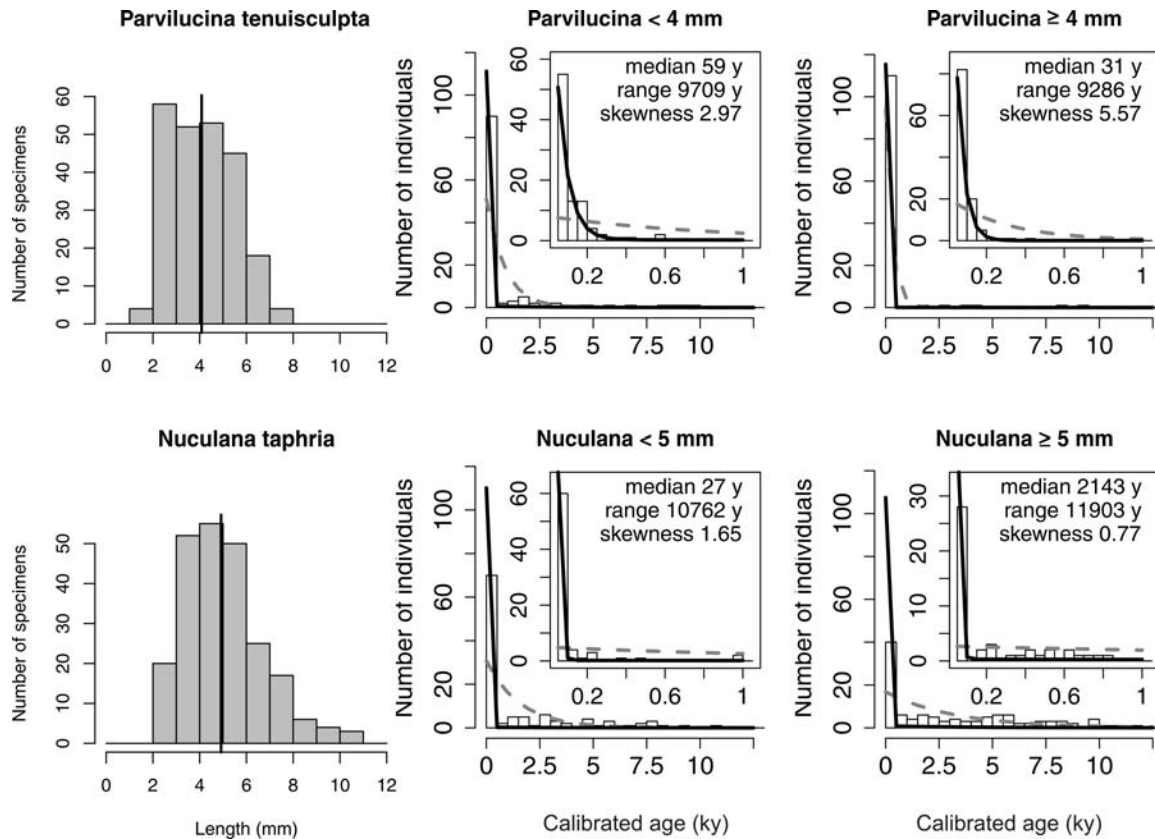 Parvilucina tenuisculpta
Number of specimens
0 10 20 30 40 50 60
0 2 4 6 8 10 12
Parvilucina < 4 mm
Number of individuals
0 20 60 100
0 2.5 5 7.5 10
median 59 y
range 9709 y
skewness 2.97
0 20 40 60
0.2 0.6 1
Parvilucina ≥ 4 mm
Number of individuals
0 20 60 100
0 2.5 5 7.5 10
median 31 y
range 9286 y
skewness 5.57
0 20 40 60 80
0.2 0.6 1
Nuculana taphria
Number of specimens
0 10 20 30 40 50
0 2 4 6 8 10 12
Length (mm)
Nuculana < 5 mm
Number of individuals
0 20 60 100
0 2.5 5 7.5 10
Calibrated age (ky)
median 27 y
range 10762 y
skewness 1.65
0 20 40 60
0.2 0.6 1
Nuculana ≥ 5 mm
Number of individuals
0 20 60 100
0 2.5 5 7.5 10
Calibrated age (ky)
median 2143 y
range 11903 y
skewness 0.77
0 10 20 30
0.2 0.6 1